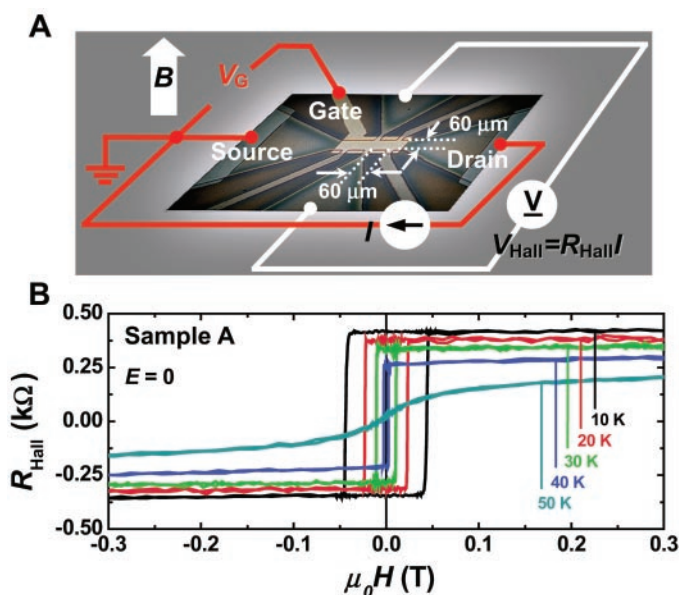 A
B
V_G
Gate
60 μm
Source
Drain
60 μm
V
I
V_Hall=R_Hall I
B
Sample A
E = 0
R_Hall (kΩ)
0.50
0.25
0.00
-0.25
-0.50
10 K
20 K
30 K
40 K
50 K
-0.3 -0.2 -0.1 0.0 0.1 0.2 0.3
μ₀H (T)